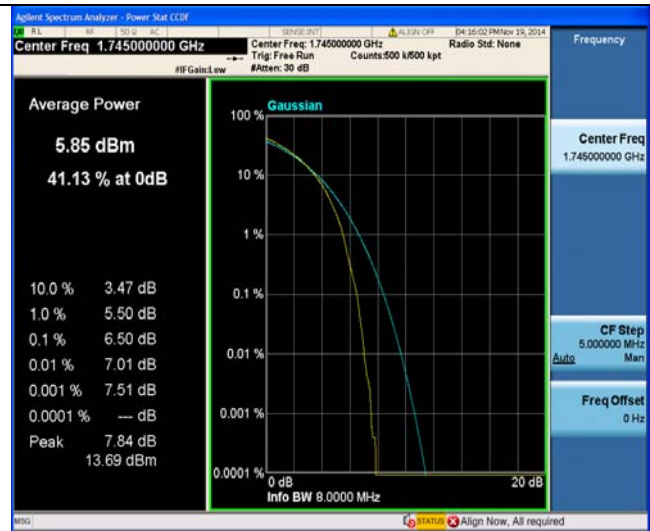 Agilent Spectrum Analyzer - Power Stat CCDF
RL RF 50 Ω AC SENSE:INT ALIGN OFF 04:16:02 PM Nov 19, 2014
Center Freq 1.745000000 GHz
Center Freq: 1.745000000 GHz Radio Std: None
Trig: Free Run Counts:500 k/500 kpt
#IFGain:Low #Atten: 30 dB
Frequency
Average Power
5.85 dBm
41.13 % at 0dB
10.0 % 3.47 dB
1.0 % 5.50 dB
0.1 % 6.50 dB
0.01 % 7.01 dB
0.001 % 7.51 dB
0.0001 % --- dB
Peak 7.84 dB
13.69 dBm
Gaussian
100 %
10 %
1 %
0.1 %
0.01 %
0.001 %
0.0001 %
0 dB 20 dB
Info BW 8.0000 MHz
Center Freq
1.745000000 GHz
CF Step
5.000000 MHz
Auto Man
Freq Offset
0 Hz
MSG STATUS Align Now, All required